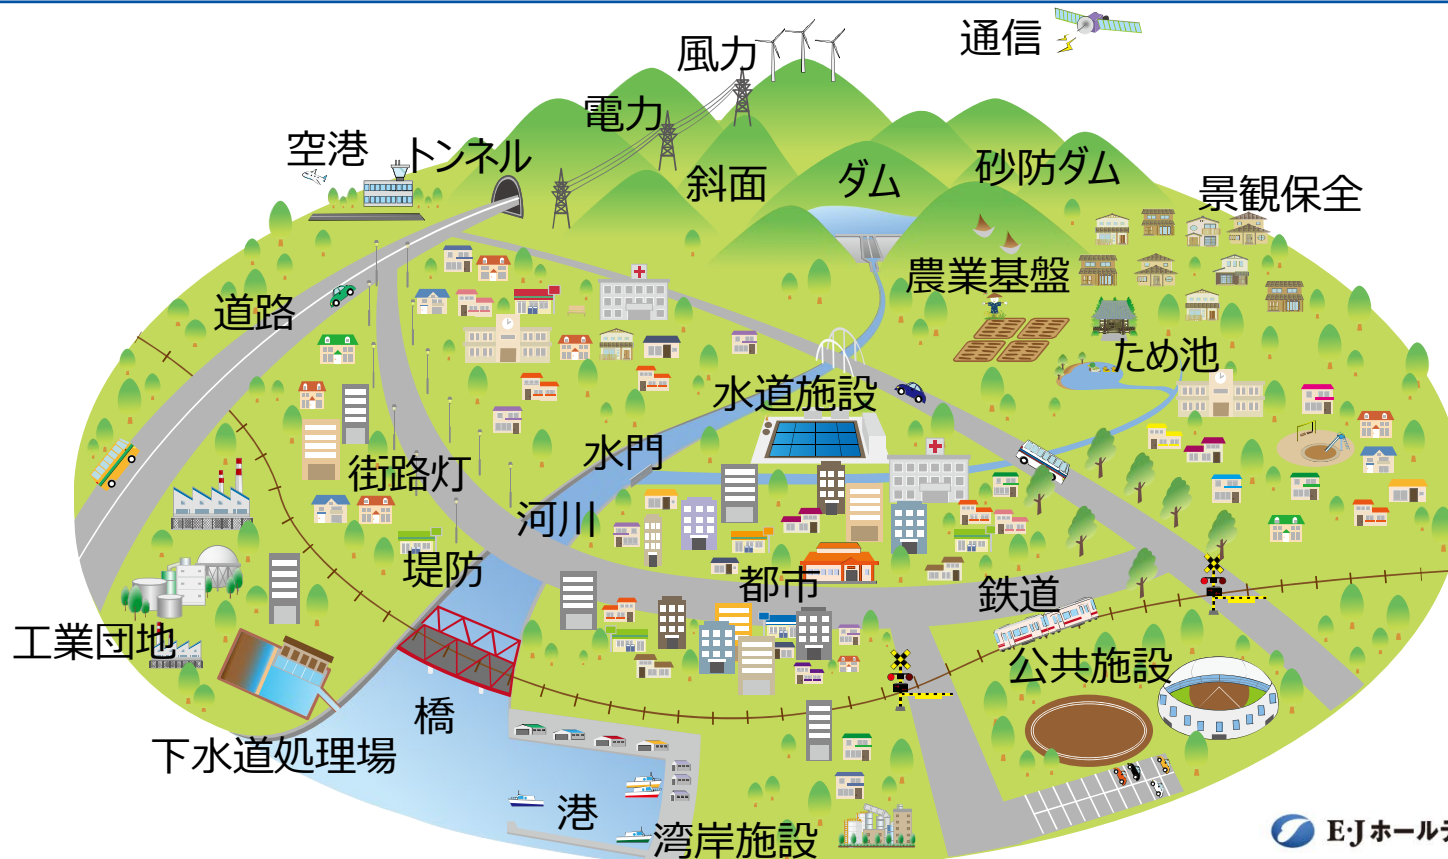 通信
風力
電力
空港
トンネル
斜面
ダム
砂防ダム
景観保全
農業基盤
道路
ため池
水道施設
水門
街路灯
河川
堤防
都市
鉄道
工業団地
公共施設
橋
下水道処理場
港
湾岸施設
E·Jホール